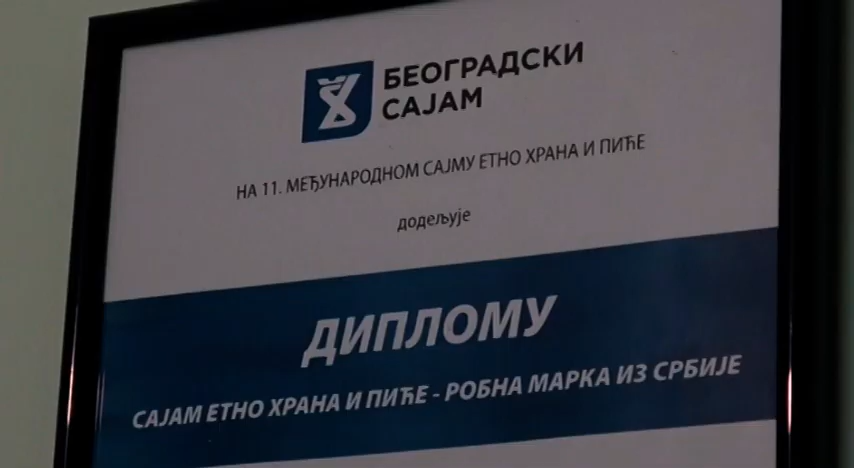 БЕОГРАДСКИ
САЈАМ
НА 11. МЕЂУНАРОДНОМ САЈМУ ЕТНО ХРАНА И ПИЋЕ
додељује
ДИПЛОМУ
САЈАМ ЕТНО ХРАНА И ПИЋЕ - РОБНА МАРКА ИЗ СРБИЈЕ